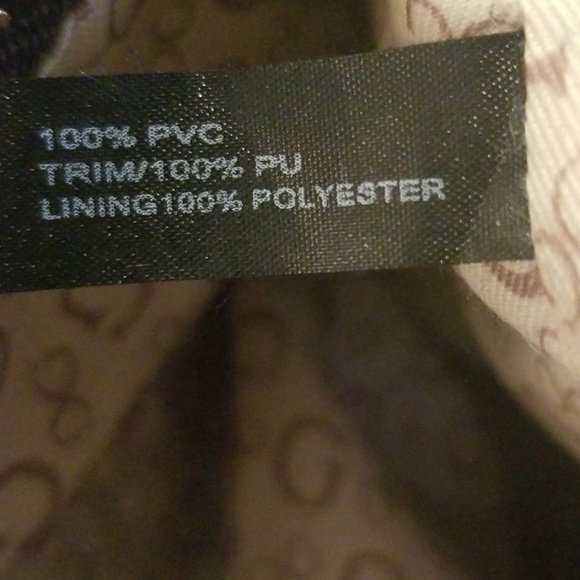 100% PVC
TRIM/100% PU
LINING100% POLYESTER